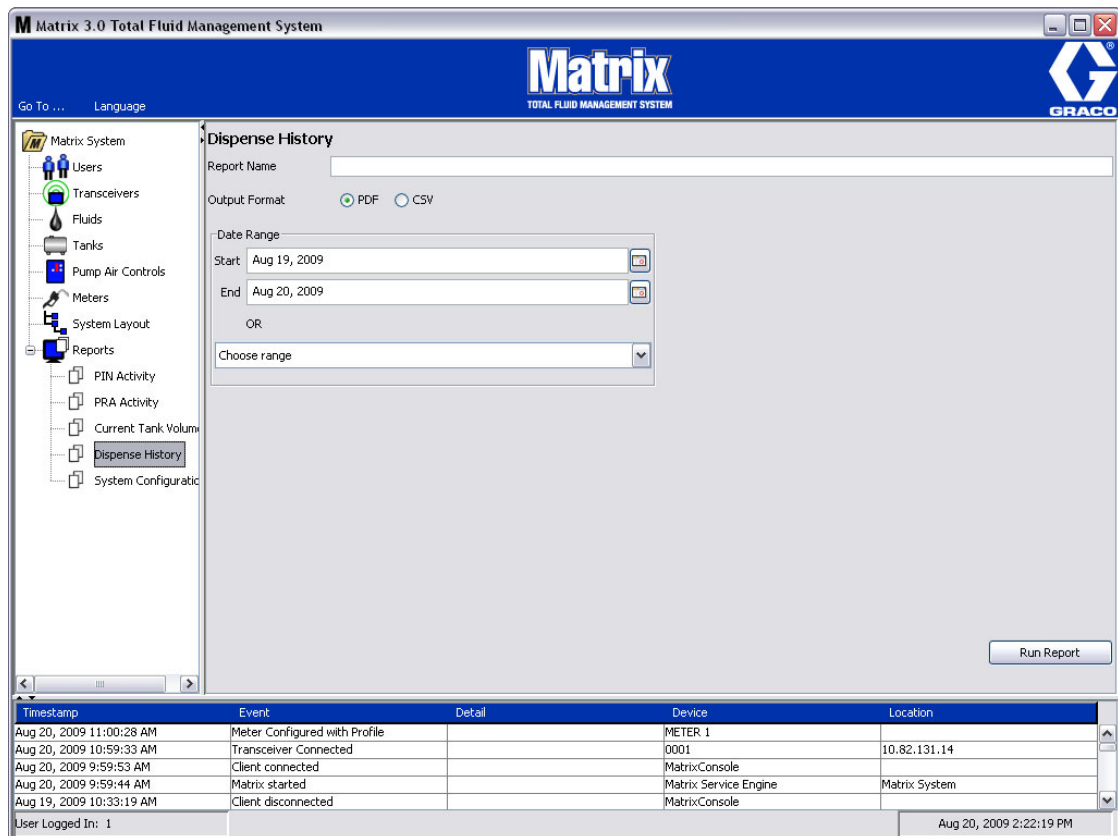 Matrix 3.0 Total Fluid Management System
Matrix
TOTAL FLUID MANAGEMENT SYSTEM
GRACO
Go To ... Language
Matrix System
Users
Transceivers
Fluids
Tanks
Pump Air Controls
Meters
System Layout
Reports
PIN Activity
PRA Activity
Current Tank Volum
Dispense History
System Configuratic
Dispense History
Report Name
Output Format PDF CSV
Date Range
Start Aug 19, 2009
End Aug 20, 2009
OR
Choose range
Run Report
Timestamp Event Detail Device Location
Aug 20, 2009 11:00:28 AM Meter Configured with Profile METER 1
Aug 20, 2009 10:59:33 AM Transceiver Connected 0001 10.82.131.14
Aug 20, 2009 9:59:53 AM Client connected MatrixConsole
Aug 20, 2009 9:59:44 AM Matrix started Matrix Service Engine Matrix System
Aug 19, 2009 10:33:19 AM Client disconnected MatrixConsole
User Logged In: 1 Aug 20, 2009 2:22:19 PM